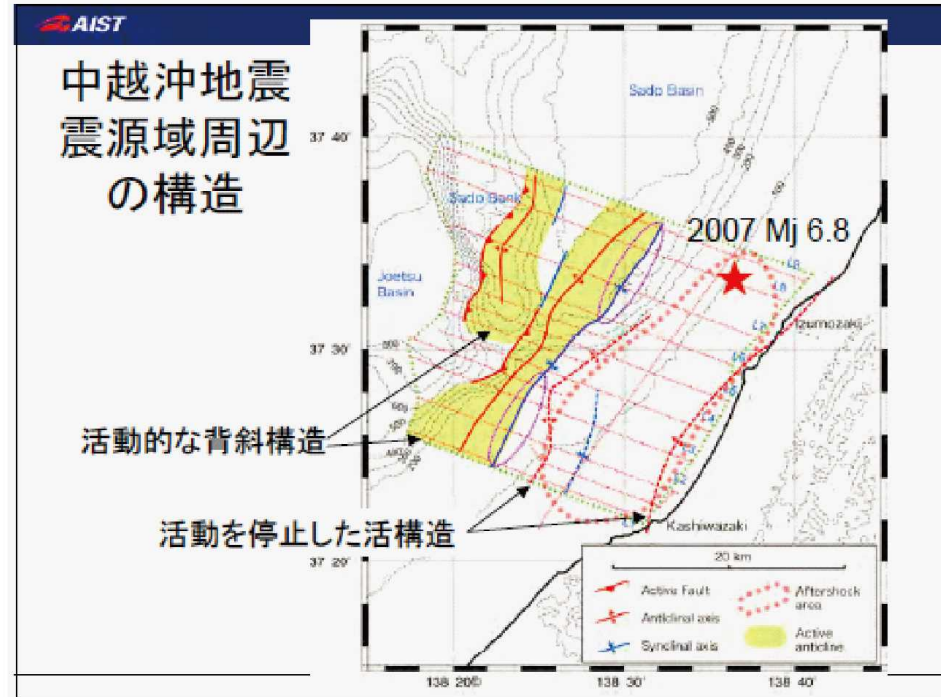 AIST
中越沖地震
震源域周辺
の構造
Sado Basin
37 40'
Sado Bank
2007 Mj 6.8
Joetsu
Basin
Izumozaki
37 30'
活動的な背斜構造
活動を停止した活構造
Kashiwazaki
37 20'
20 km
Active Fault
Anticlinal axis
Synclinal axis
Aftershock
area
Active
anticline
138 20©
138 30'
138 40'